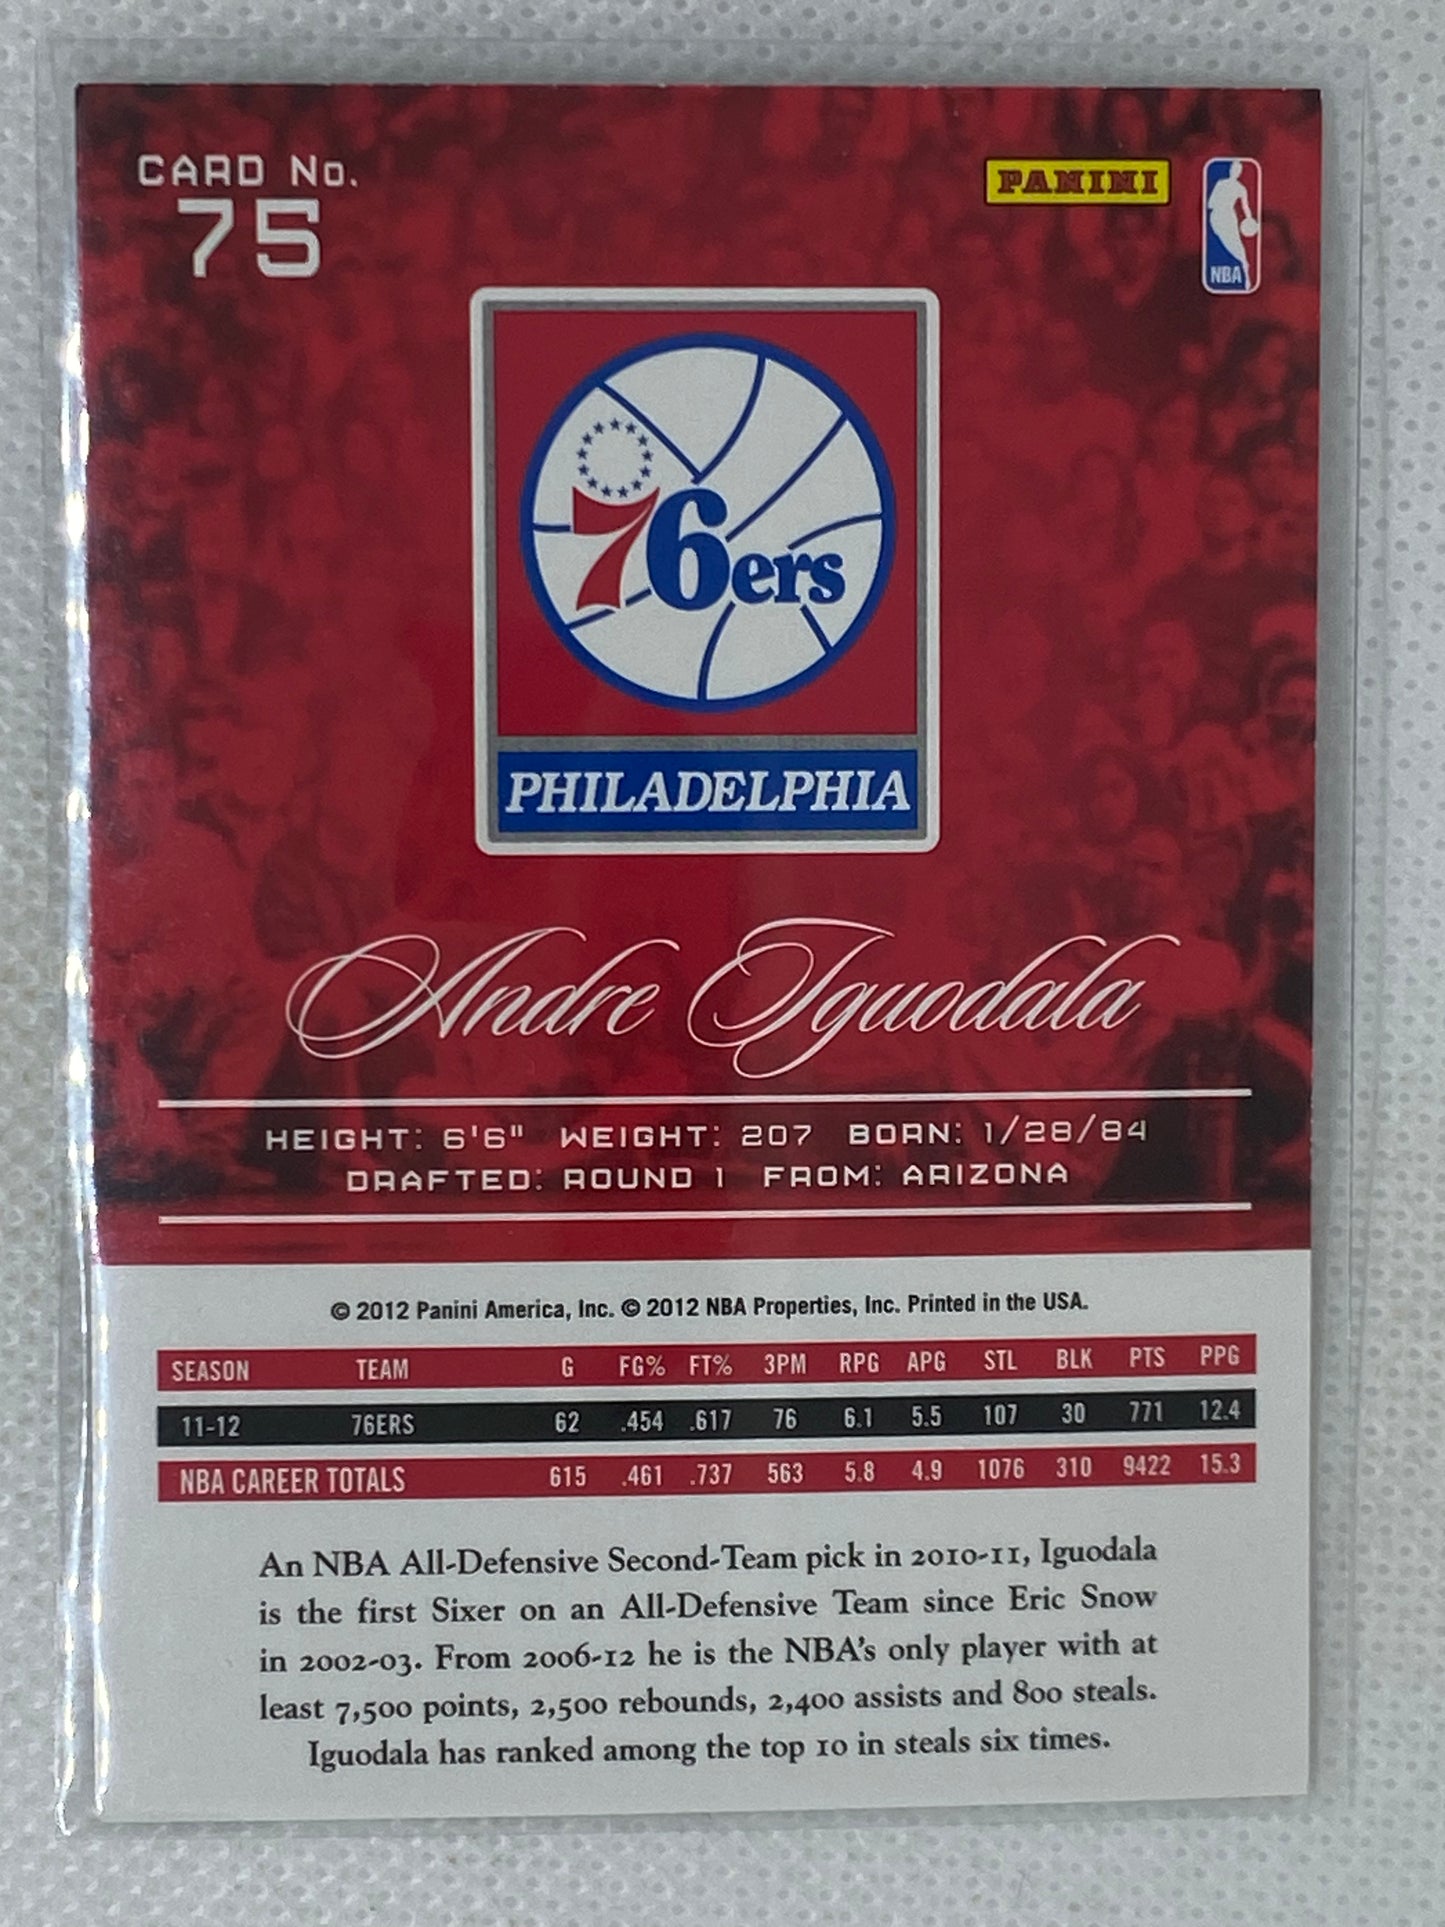 CARD No.
75
PANINI
NBA
76ers
PHILADELPHIA
Andre Iguodala
HEIGHT: 6'6" WEIGHT: 207 BORN: 1/28/84
DRAFTED: ROUND 1 FROM: ARIZONA
© 2012 Panini America, Inc. © 2012 NBA Properties, Inc. Printed in the USA.
SEASON TEAM G FG% FT% 3PM RPG APG STL BLK PTS PPG
11-12 76ERS 62 .454 .617 76 6.1 5.5 107 30 771 12.4
NBA CAREER TOTALS 615 .461 .737 563 5.8 4.9 1076 310 9422 15.3
An NBA All-Defensive Second-Team pick in 2010-11, Iguodala
is the first Sixer on an All-Defensive Team since Eric Snow
in 2002-03. From 2006-12 he is the NBA's only player with at
least 7,500 points, 2,500 rebounds, 2,400 assists and 800 steals.
Iguodala has ranked among the top 10 in steals six times.